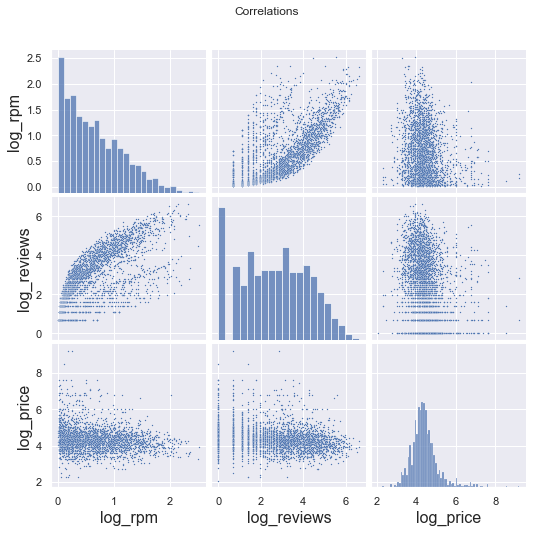 Correlations
2.5
2.0
1.5
1.0
0.5
0.0
log_rpm
6
4
2
0
log_reviews
8
6
4
2
log_price
0 1 2 0 2 4 6 2 4 6 8
log_rpm log_reviews log_price